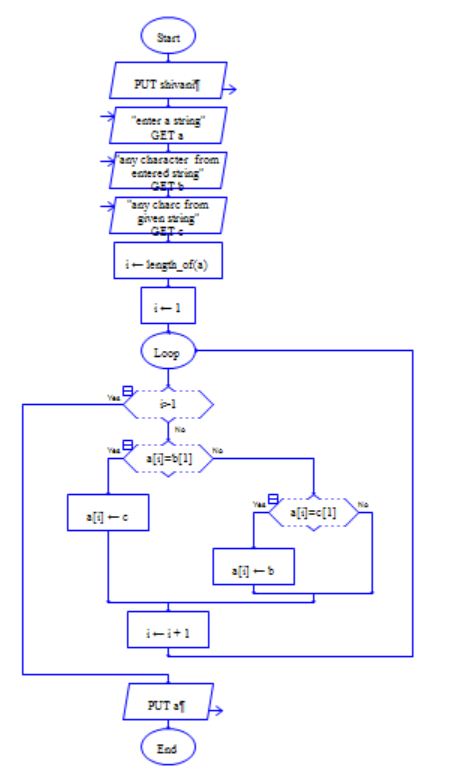 Start
PUT shivani¶
"enter a string"
GET a
"any character from
entered string"
GET b
"any charc from
given string"
GET c
i ← length_of(a)
i ← 1
Loop
Yes
i>1
No
Yes
a[i]=b[1]
No
Yes
a[i]=c[1]
No
a[i] ← c
a[i] ← b
i ← i + 1
PUT a¶
End